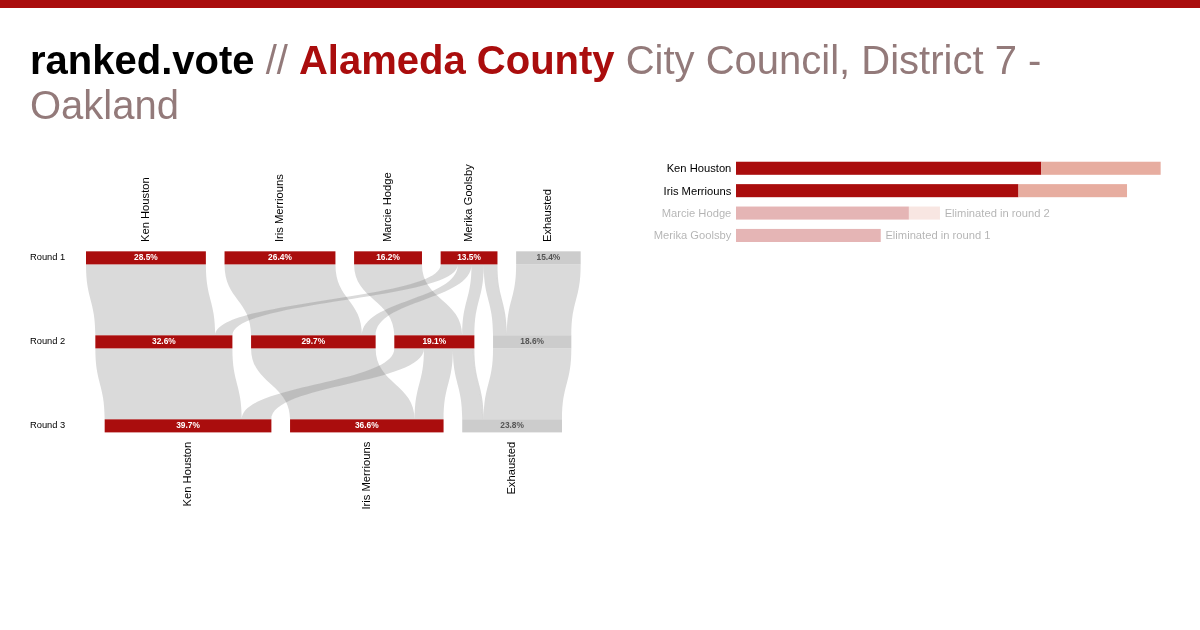 ranked.vote // Alameda County City Council, District 7 -
Oakland
Ken Houston
Iris Merriouns
Marcie Hodge
Merika Goolsby
Exhausted
Round 1
28.5%
26.4%
16.2%
13.5%
15.4%
Round 2
32.6%
29.7%
19.1%
18.6%
Round 3
39.7%
36.6%
23.8%
Ken Houston
Iris Merriouns
Exhausted
Ken Houston
Iris Merriouns
Marcie Hodge Eliminated in round 2
Merika Goolsby Eliminated in round 1